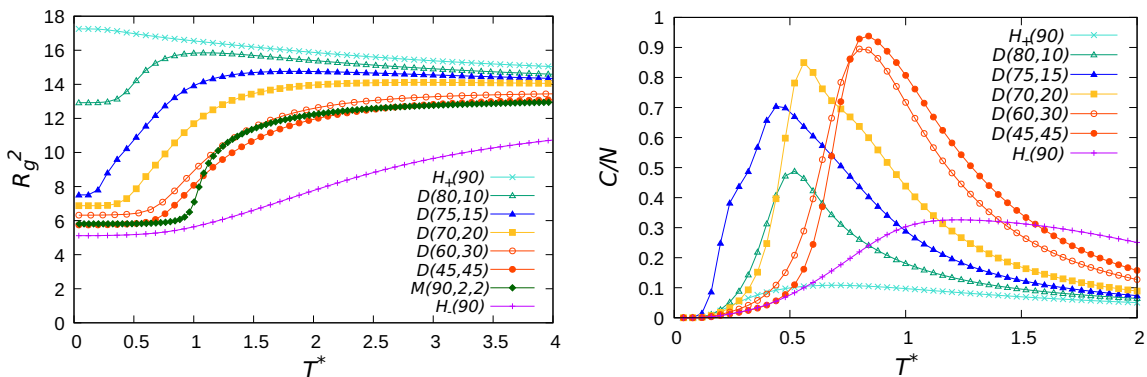 18
16
14
12
10
8
6
4
2
0
0
0.5
1
1.5
2
2.5
3
3.5
4
R_g^2
T^*
H_+(90)
D(80,10)
D(75,15)
D(70,20)
D(60,30)
D(45,45)
M(90,2,2)
H_-(90)
1
0.9
0.8
0.7
0.6
0.5
0.4
0.3
0.2
0.1
0
0
0.5
1
1.5
2
C/N
T^*
H_+(90)
D(80,10)
D(75,15)
D(70,20)
D(60,30)
D(45,45)
H_-(90)